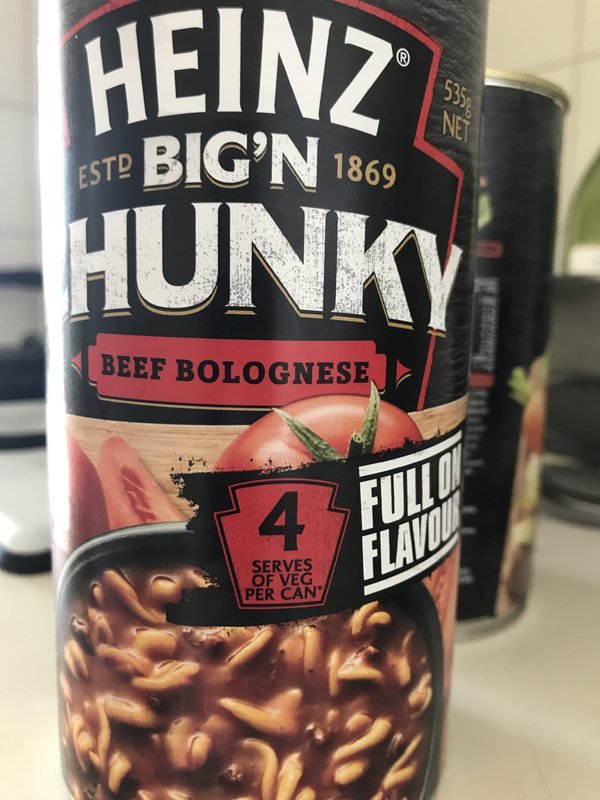 HEINZ®
535g
NET
ESTD BIG'N 1869
HUNKY
BEEF BOLOGNESE
4
SERVES
OF VEG
PER CAN*
FULL ON
FLAVOUR